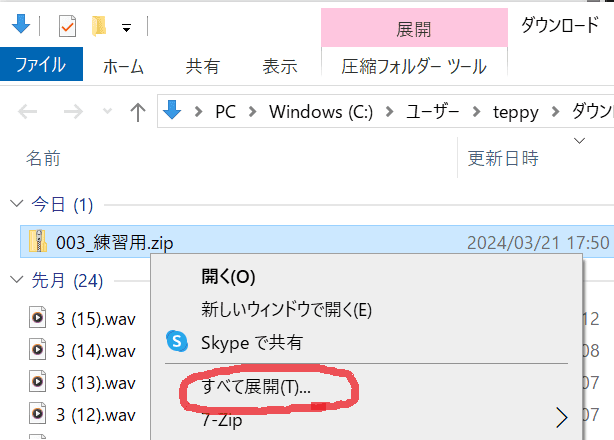 展開
ダウンロード
ファイル ホーム 共有 表示 圧縮フォルダー ツール
PC Windows (C:) ユーザー teppy
名前 更新日時
今日 (1)
003_練習用.zip 2024/03/21 17:50
先月 (24)
開く(O)
3 (15).wav 新しいウィンドウで開く(E) 12
3 (14).wav Skype で共有 08
3 (13).wav すべて展開(T)... 07
3 (12).wav 7-Zip 06